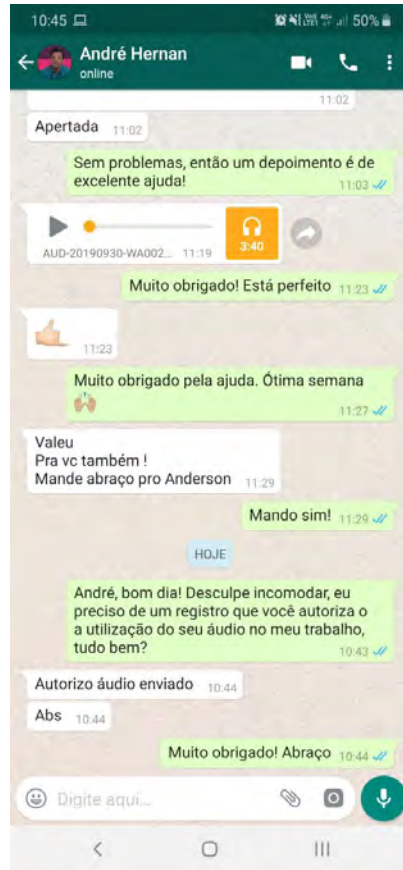 10:45 50%
André Hernan
online
11:02
Apertada 11:02
Sem problemas, então um depoimento é de
excelente ajuda!
11:03
3:40
AUD-20190930-WA002... 11:19
Muito obrigado! Está perfeito 11:23
11:23
Muito obrigado pela ajuda. Ótima semana
11:27
Valeu
Pra vc também !
Mande abraço pro Anderson 11:29
Mando sim! 11:29
HOJE
André, bom dia! Desculpe incomodar, eu
preciso de um registro que você autoriza o
a utilização do seu áudio no meu trabalho,
tudo bem?
10:43
Autorizo áudio enviado 10:44
Abs 10:44
Muito obrigado! Abraço 10:44
Digite aqui...